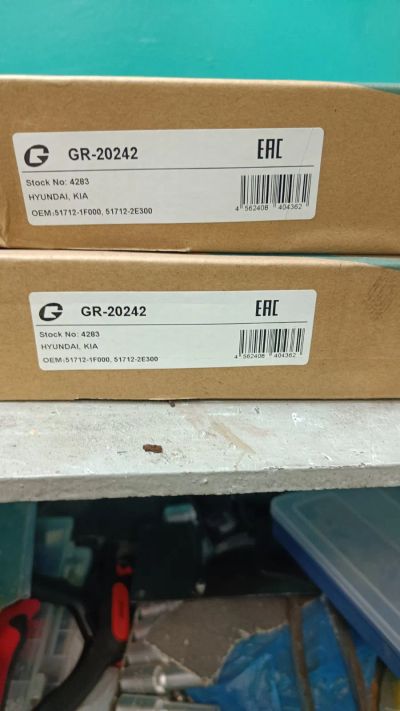 G GR-20242 EAC
Stock No: 4283
HYUNDAI, KIA
OEM:51712-1F000, 51712-2E300
4 562408 404362
G GR-20242 EAC
Stock No: 4283
HYUNDAI, KIA
OEM:51712-1F000, 51712-2E300
4 562408 404362